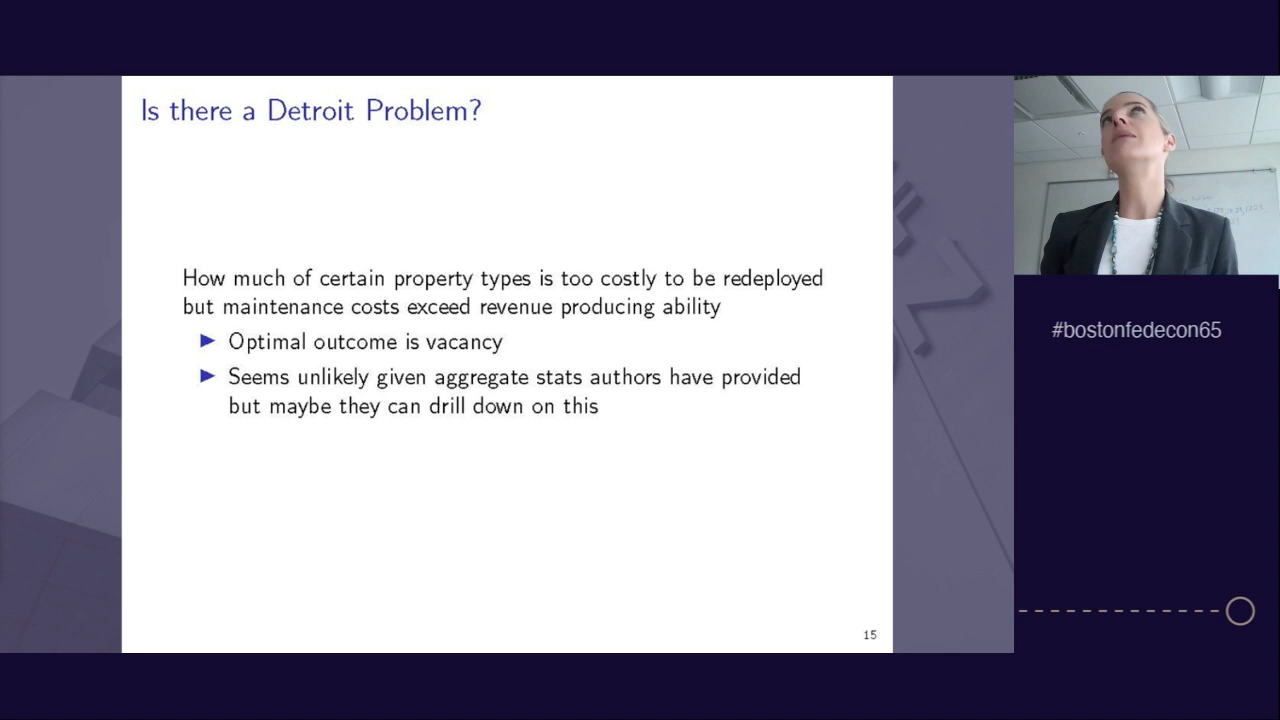 Is there a Detroit Problem?
How much of certain property types is too costly to be redeployed
but maintenance costs exceed revenue producing ability
▶ Optimal outcome is vacancy
▶ Seems unlikely given aggregate stats authors have provided
but maybe they can drill down on this
15
#bostonfedecon65